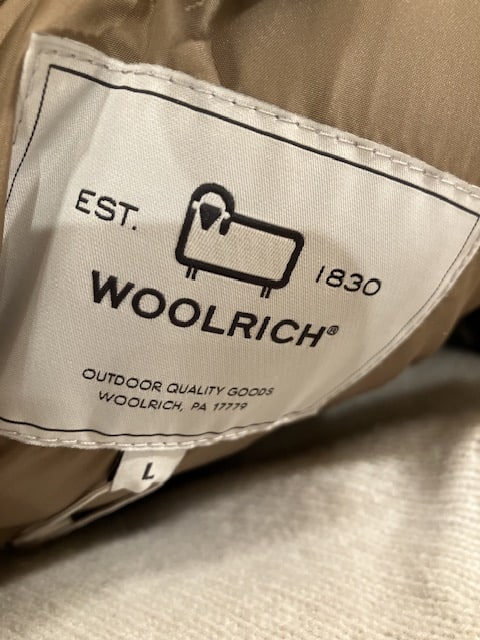 EST. 1830
WOOLRICH®
OUTDOOR QUALITY GOODS
WOOLRICH, PA 17779
L